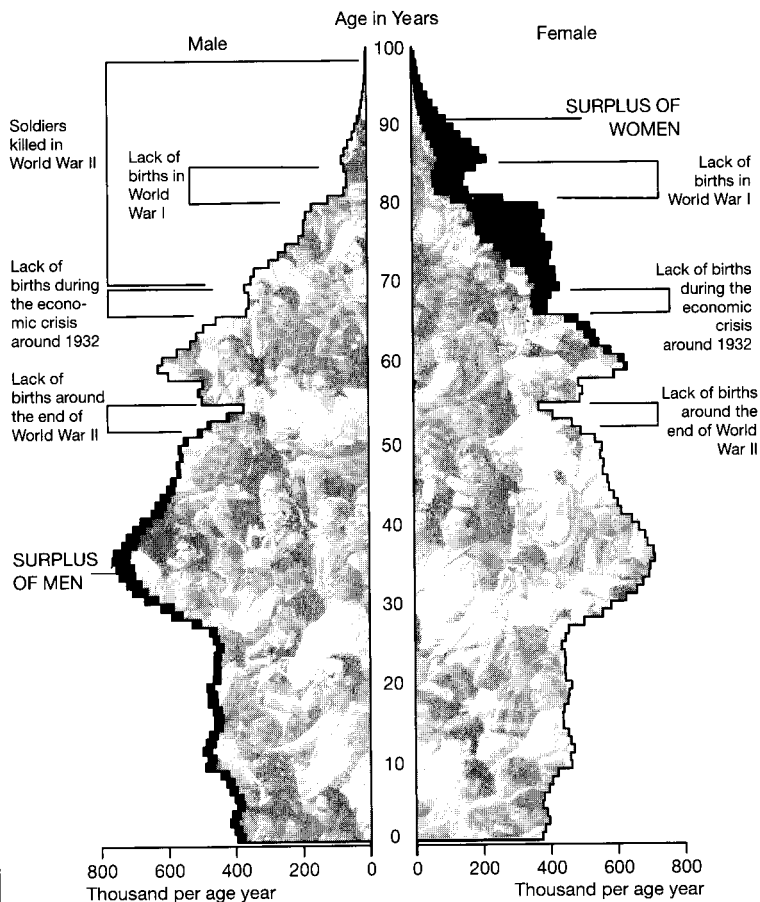 Age in Years
Male
Female
100
90
80
70
60
50
40
30
20
10
0
Soldiers
killed in
World War II
Lack of
births in
World
War I
Lack of
births during
the econo-
mic crisis
around 1932
Lack of
births around
the end of
World War II
SURPLUS
OF MEN
SURPLUS OF
WOMEN
Lack of
births in
World War I
Lack of births
during the
economic
crisis
around 1932
Lack of births
around the
end of World
War II
800 600 400 200 0
0 200 400 600 800
Thousand per age year
Thousand per age year